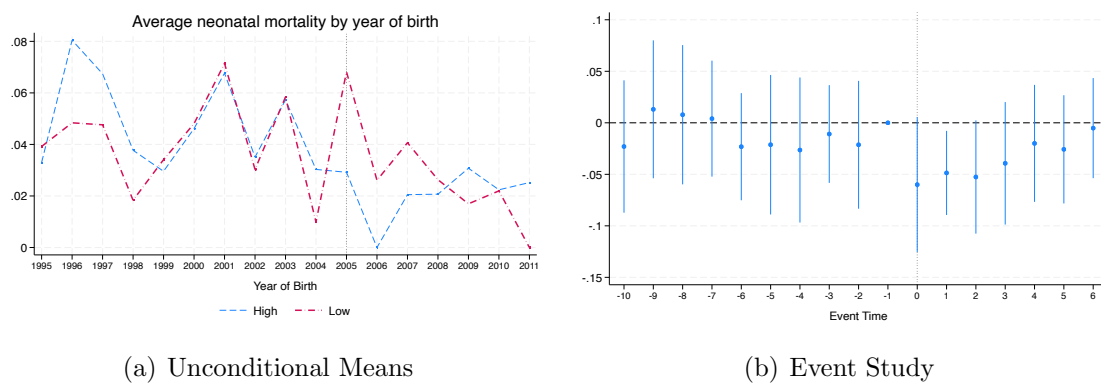 Average neonatal mortality by year of birth
.08
.06
.04
.02
0
1995 1996 1997 1998 1999 2000 2001 2002 2003 2004 2005 2006 2007 2008 2009 2010 2011
Year of Birth
High Low
(a) Unconditional Means
.1
.05
0
-.05
-.1
-.15
-10 -9 -8 -7 -6 -5 -4 -3 -2 -1 0 1 2 3 4 5 6
Event Time
(b) Event Study